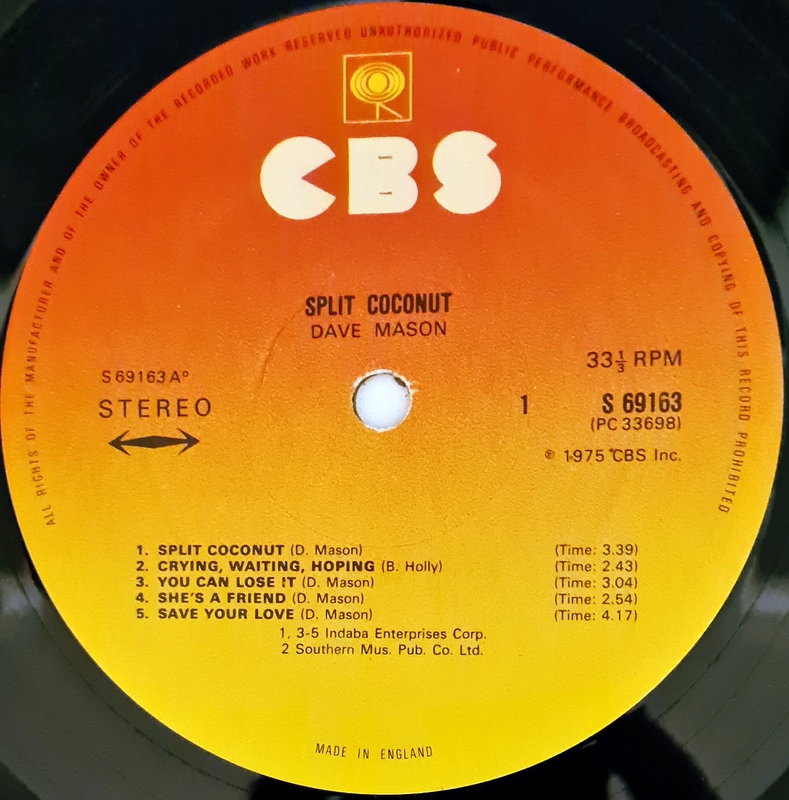 ALL RIGHTS OF THE MANUFACTURER AND OF THE OWNER OF THE RECORDED WORK RESERVED UNAUTHORIZED PUBLIC PERFORMANCE BROADCASTING AND COPYING OF THIS RECORD PROHIBITED
CBS
SPLIT COCONUT
DAVE MASON
33⅓ RPM
S 69163 A°
STEREO
1 S 69163
(PC 33698)
℗ 1975 CBS Inc.
1. SPLIT COCONUT (D. Mason) (Time: 3.39)
2. CRYING, WAITING, HOPING (B. Holly) (Time: 2.43)
3. YOU CAN LOSE IT (D. Mason) (Time: 3.04)
4. SHE'S A FRIEND (D. Mason) (Time: 2.54)
5. SAVE YOUR LOVE (D. Mason) (Time: 4.17)
1, 3-5 Indaba Enterprises Corp.
2 Southern Mus. Pub. Co. Ltd.
MADE IN ENGLAND